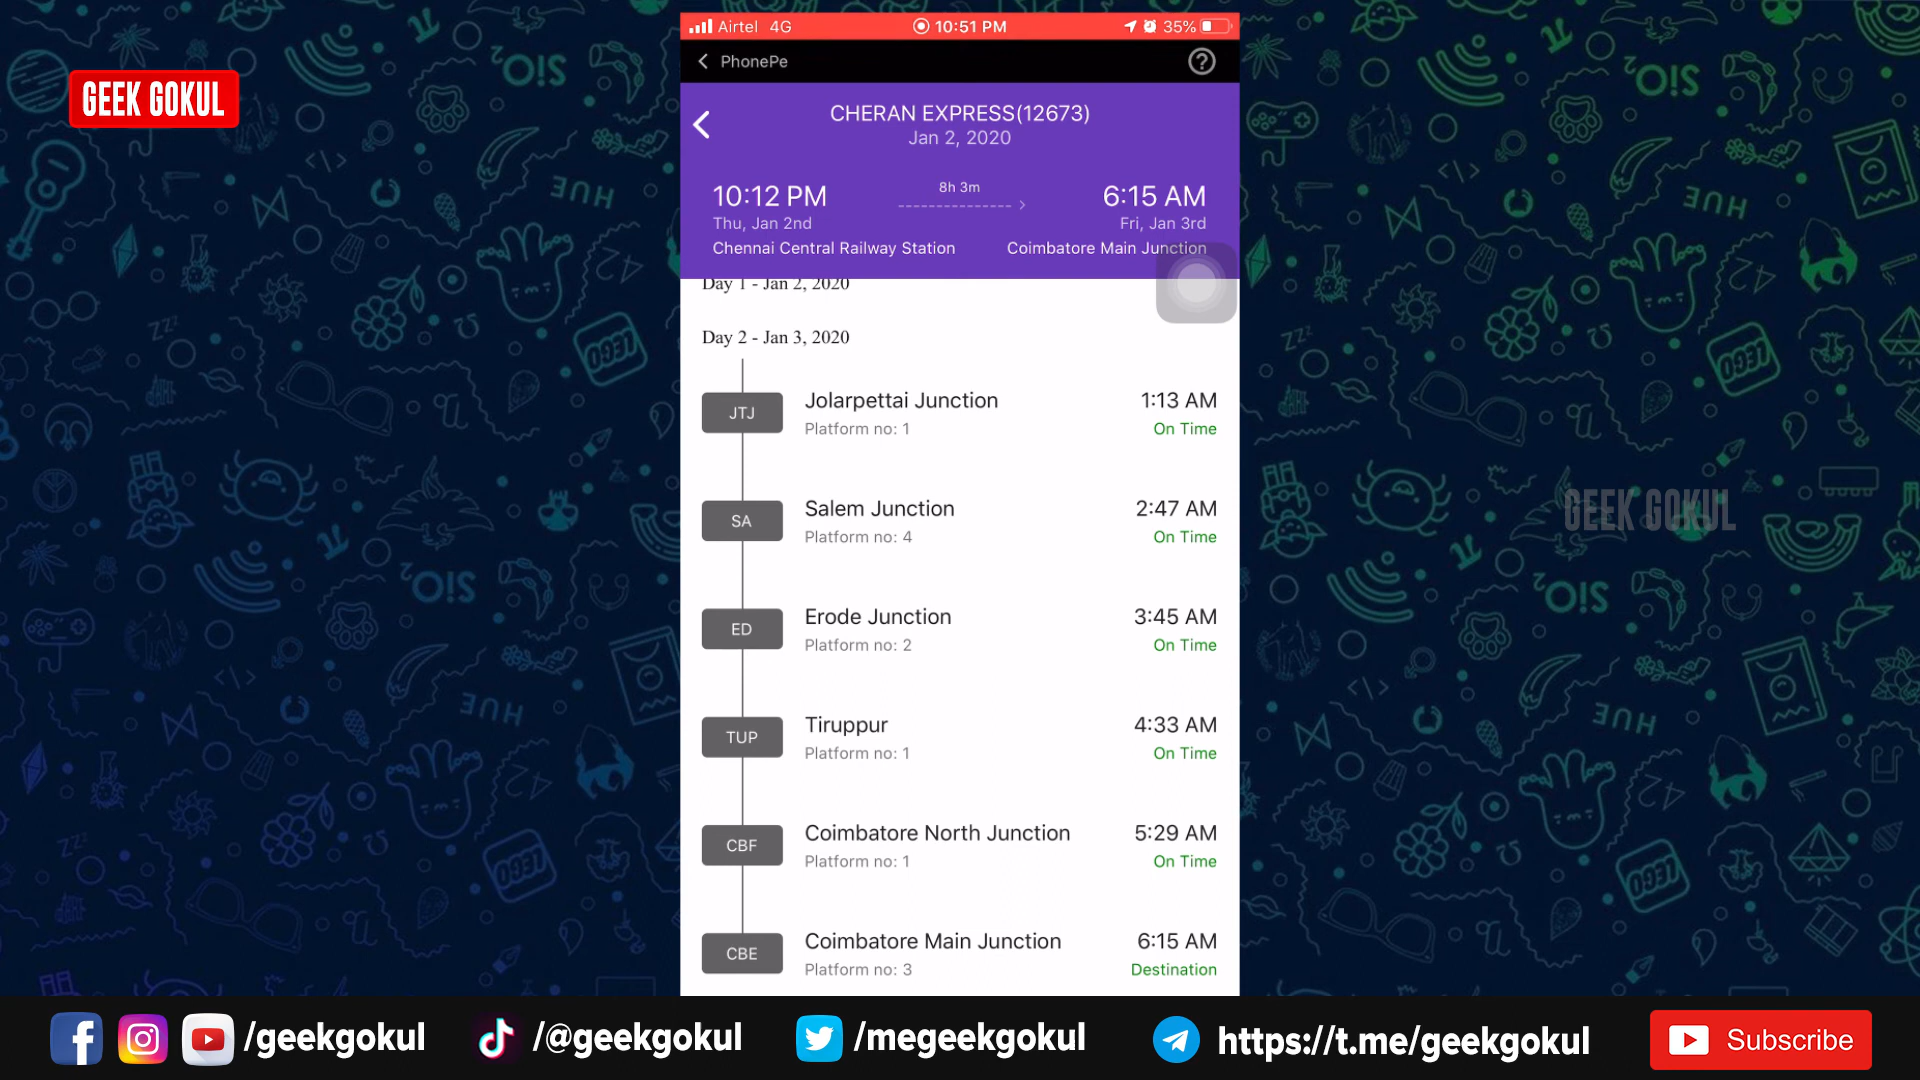 Airtel 4G
10:51 PM
35%
PhonePe
GEEK GOKUL
CHERAN EXPRESS(12673)
Jan 2, 2020
10:12 PM
8h 3m
6:15 AM
Thu, Jan 2nd
Fri, Jan 3rd
Chennai Central Railway Station
Coimbatore Main Junction
Day 1 - Jan 2, 2020
Day 2 - Jan 3, 2020
JTJ
Jolarpettai Junction
1:13 AM
Platform no: 1
On Time
SA
Salem Junction
2:47 AM
Platform no: 4
On Time
ED
Erode Junction
3:45 AM
Platform no: 2
On Time
TUP
Tiruppur
4:33 AM
Platform no: 1
On Time
CBF
Coimbatore North Junction
5:29 AM
Platform no: 1
On Time
CBE
Coimbatore Main Junction
6:15 AM
Platform no: 3
Destination
GEEK GOKUL
/geekgokul
/@geekgokul
/megeekgokul
https://t.me/geekgokul
Subscribe